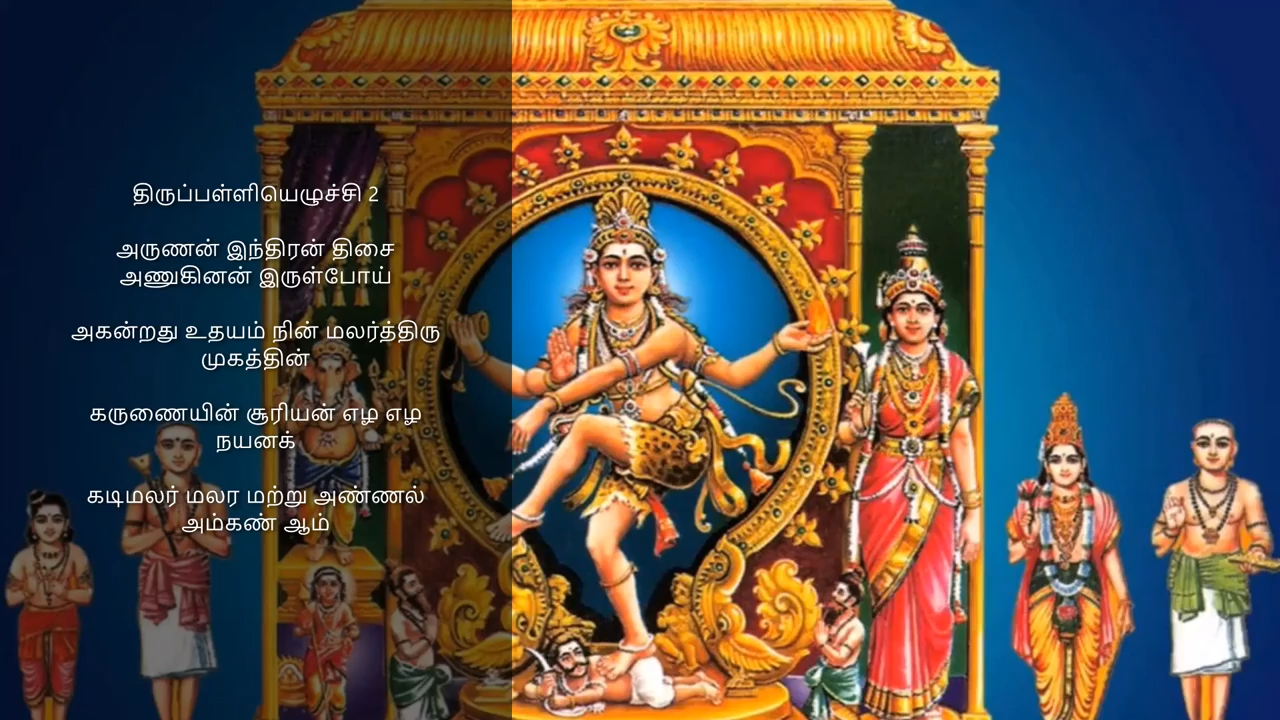 திருப்பள்ளியெழுச்சி 2
அருணன் இந்திரன் திசை
அணுகினன் இருள்போய்
அகன்றது உதயம் நின் மலர்த்திரு
முகத்தின்
கருணையின் சூரியன் எழ எழ
நயனக்
கடிமலர் மலர மற்று அண்ணல்
அம்கண் ஆம்